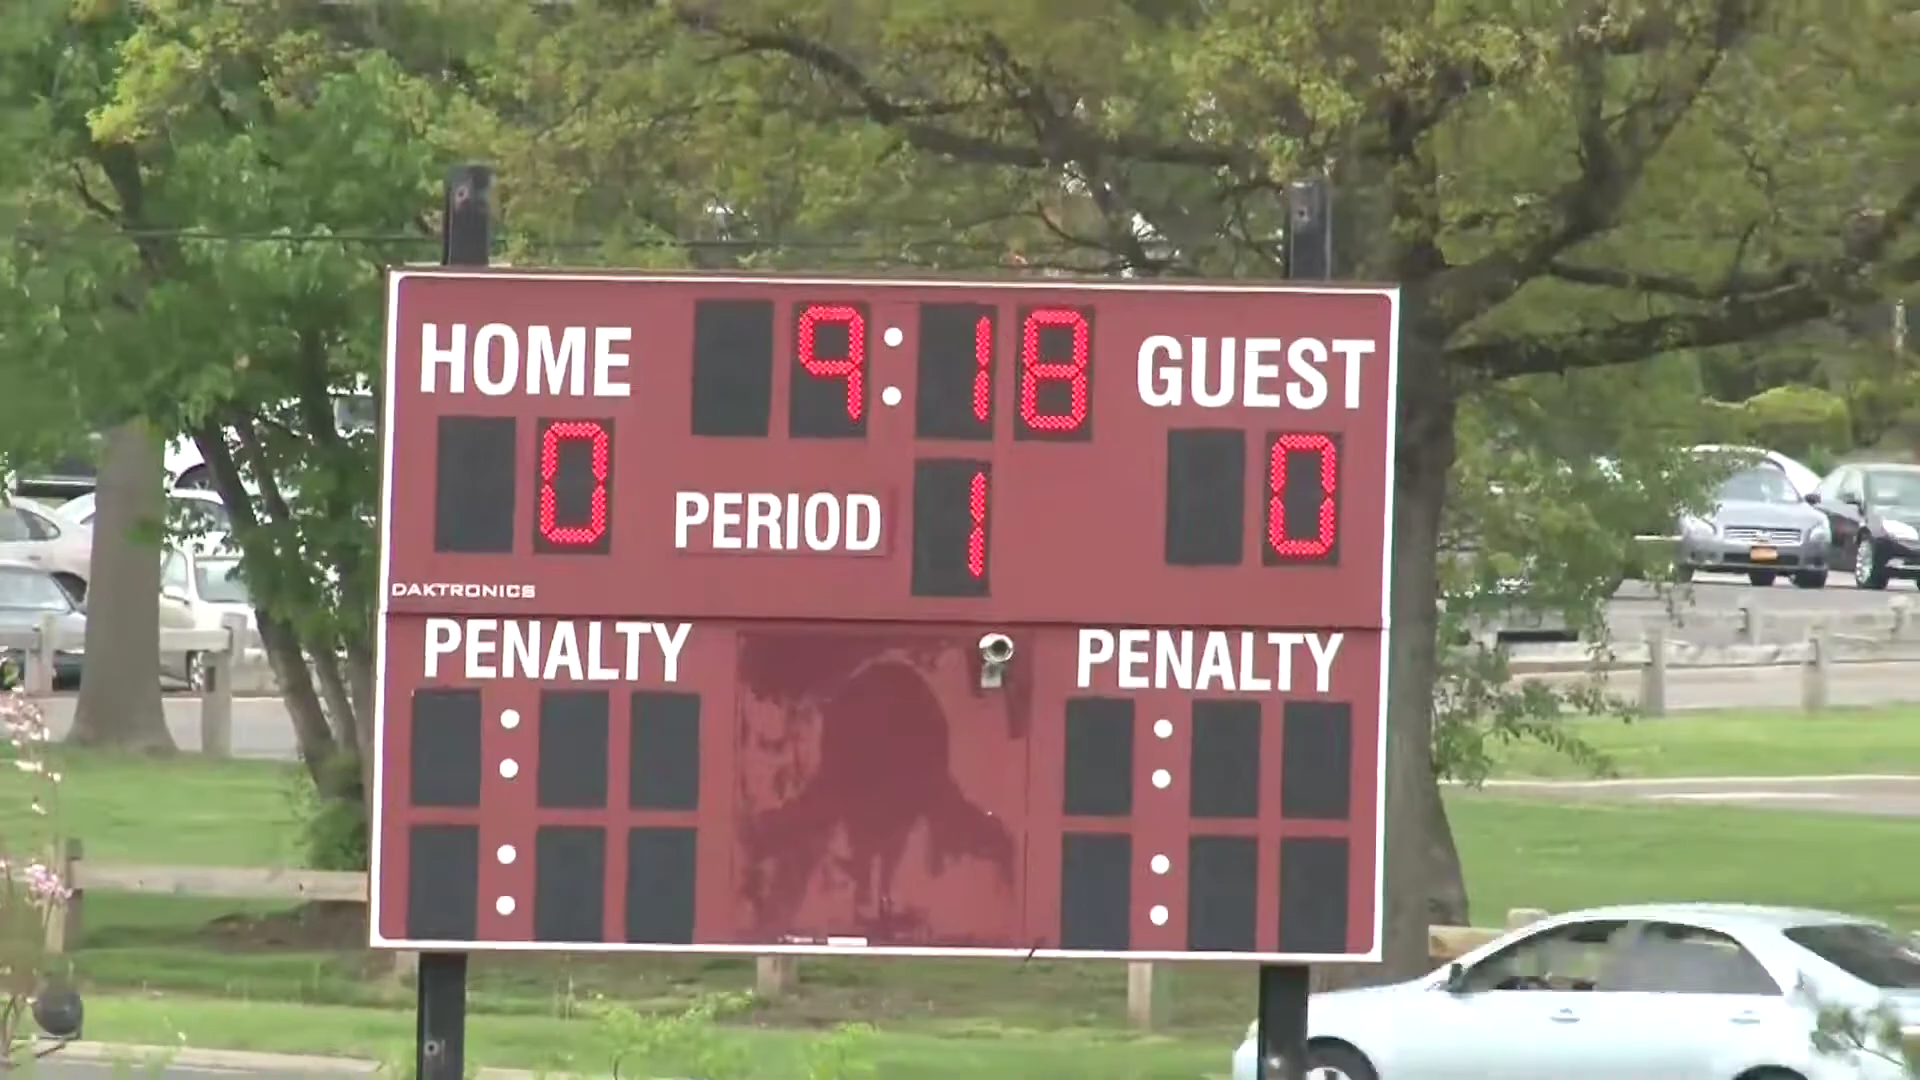 HOME 9:18 GUEST
0 PERIOD 1 0
DAKTRONICS
PENALTY PENALTY